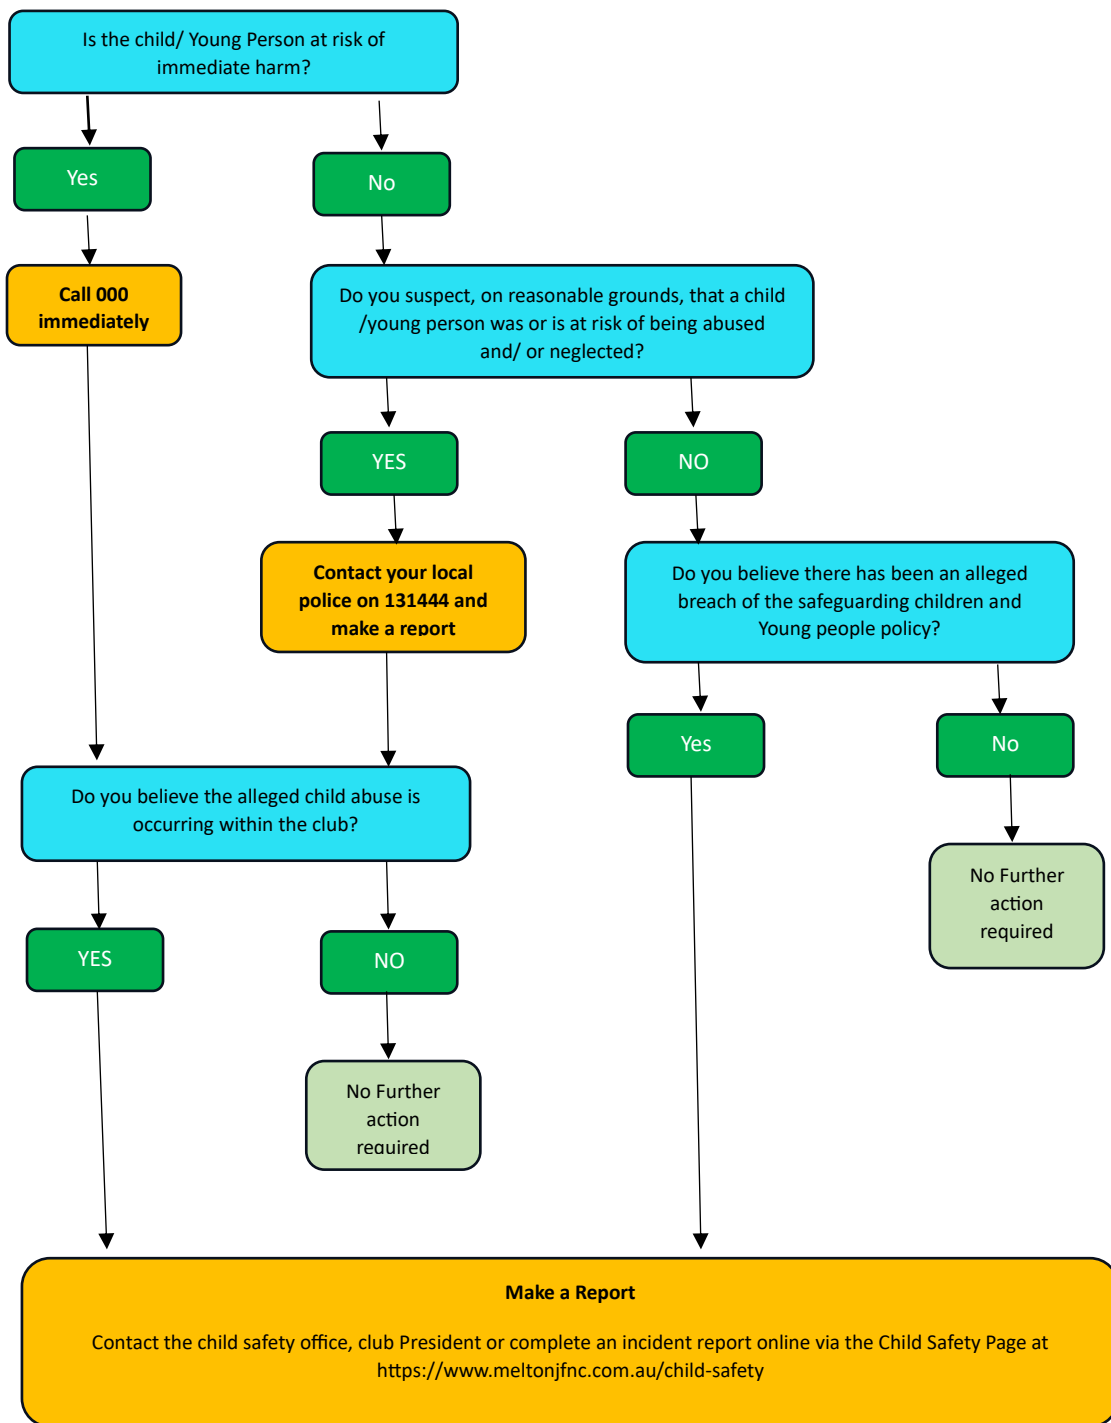 Is the child/ Young Person at risk of
immediate harm?
Yes
No
Call 000
immediately
Do you suspect, on reasonable grounds, that a child
/young person was or is at risk of being abused
and/ or neglected?
YES
NO
Contact your local
police on 131444 and
make a report
Do you believe there has been an alleged
breach of the safeguarding children and
Young people policy?
Yes
No
Do you believe the alleged child abuse is
occurring within the club?
No Further
action
required
YES
NO
No Further
action
required
Make a Report
Contact the child safety office, club President or complete an incident report online via the Child Safety Page at
https://www.meltonjfnc.com.au/child-safety